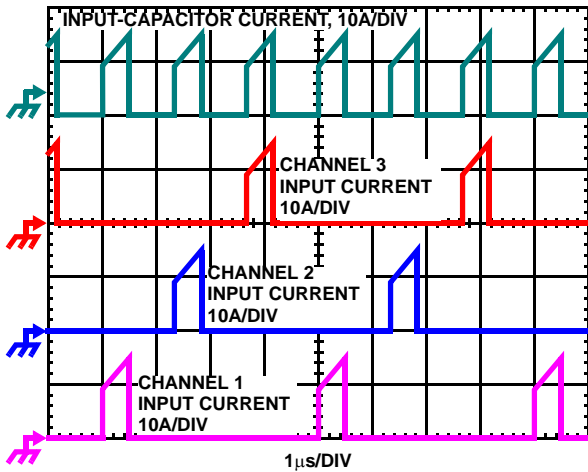 INPUT-CAPACITOR CURRENT, 10A/DIV
CHANNEL 3
INPUT CURRENT
10A/DIV
CHANNEL 2
INPUT CURRENT
10A/DIV
CHANNEL 1
INPUT CURRENT
10A/DIV
1μs/DIV